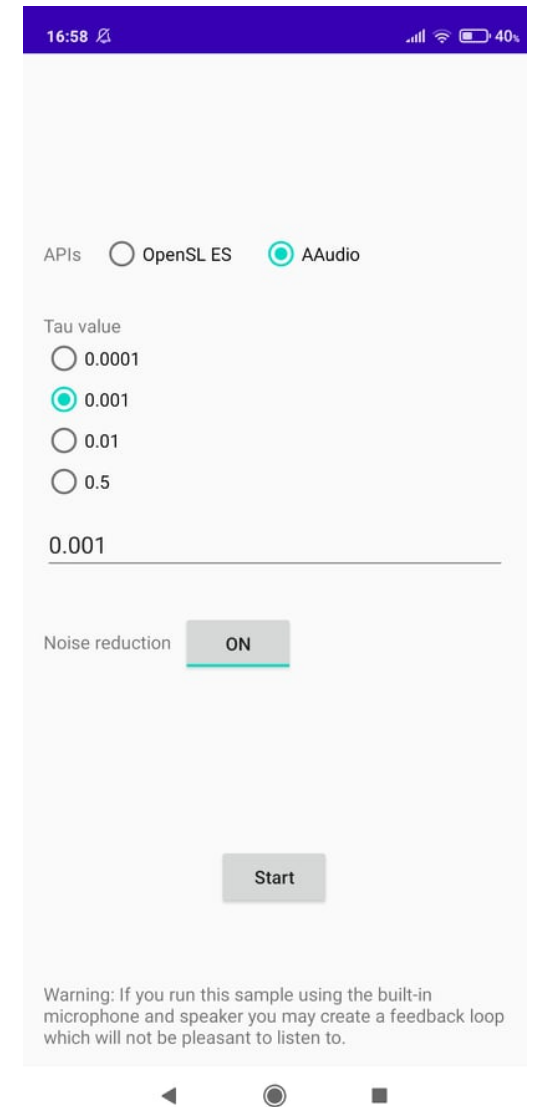 16:58 40%
APIs OpenSL ES AAudio
Tau value
0.0001
0.001
0.01
0.5
0.001
Noise reduction ON
Start
Warning: If you run this sample using the built-in
microphone and speaker you may create a feedback loop
which will not be pleasant to listen to.